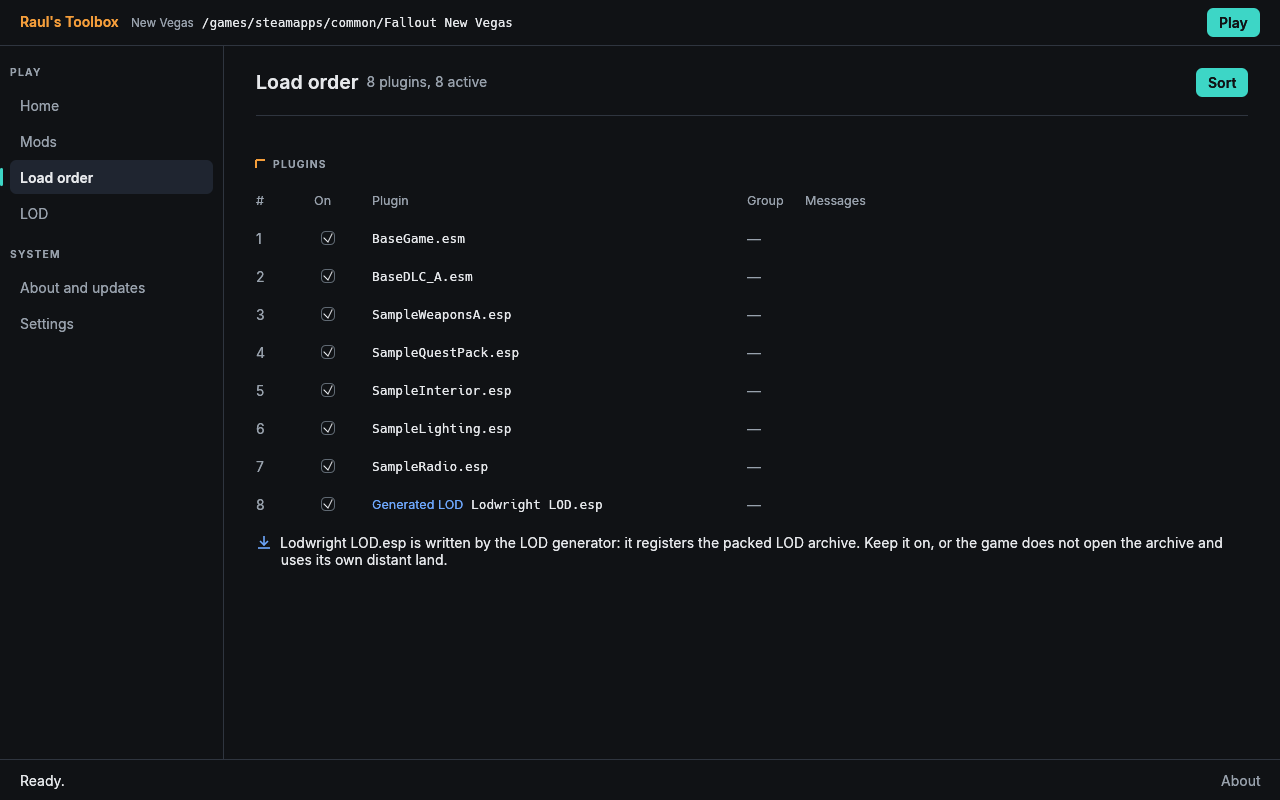 Raul's Toolbox New Vegas /games/steamapps/common/Fallout New Vegas Play
PLAY
Home
Mods
Load order
LOD
SYSTEM
About and updates
Settings
Load order 8 plugins, 8 active Sort
PLUGINS
# On Plugin Group Messages
1 BaseGame.esm —
2 BaseDLC_A.esm —
3 SampleWeaponsA.esp —
4 SampleQuestPack.esp —
5 SampleInterior.esp —
6 SampleLighting.esp —
7 SampleRadio.esp —
8 Generated LOD Lodwright LOD.esp —
Lodwright LOD.esp is written by the LOD generator: it registers the packed LOD archive. Keep it on, or the game does not open the archive and
uses its own distant land.
Ready. About